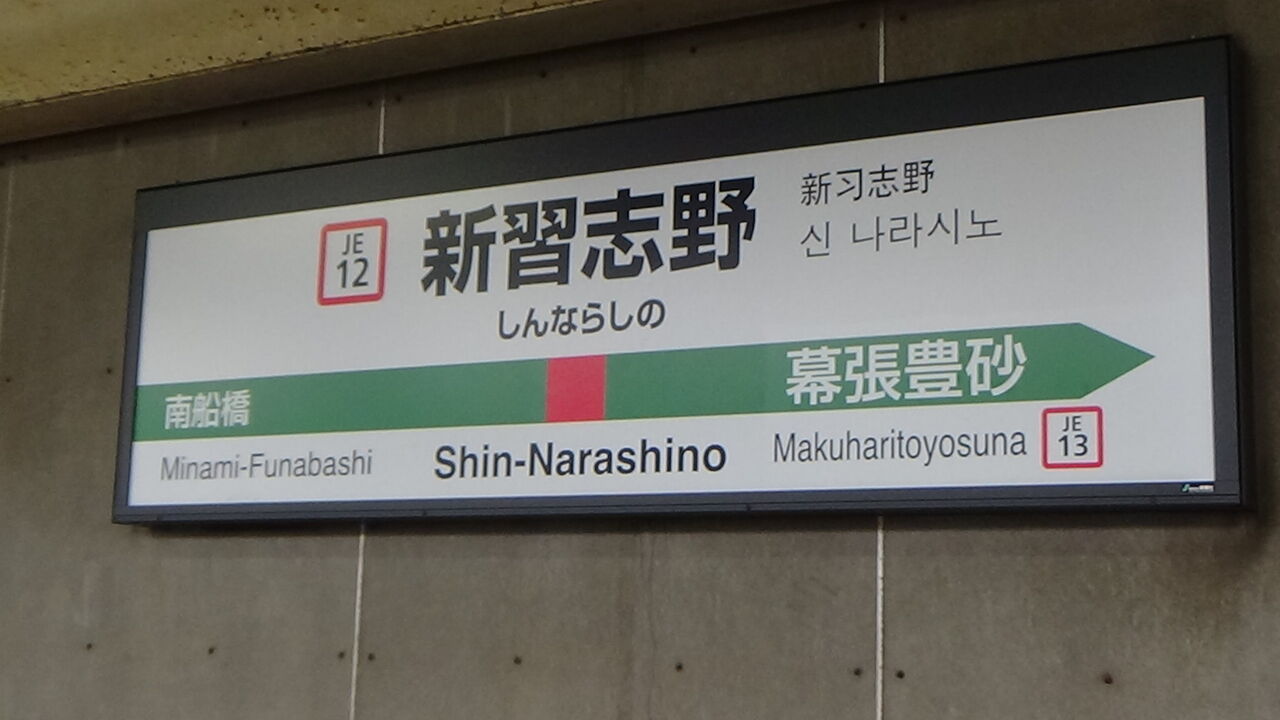 JE
12
新習志野
しんならしの
新习志野
신 나라시노
南船橋
幕張豊砂
Minami-Funabashi
Shin-Narashino
Makuharitoyosuna
JE
13